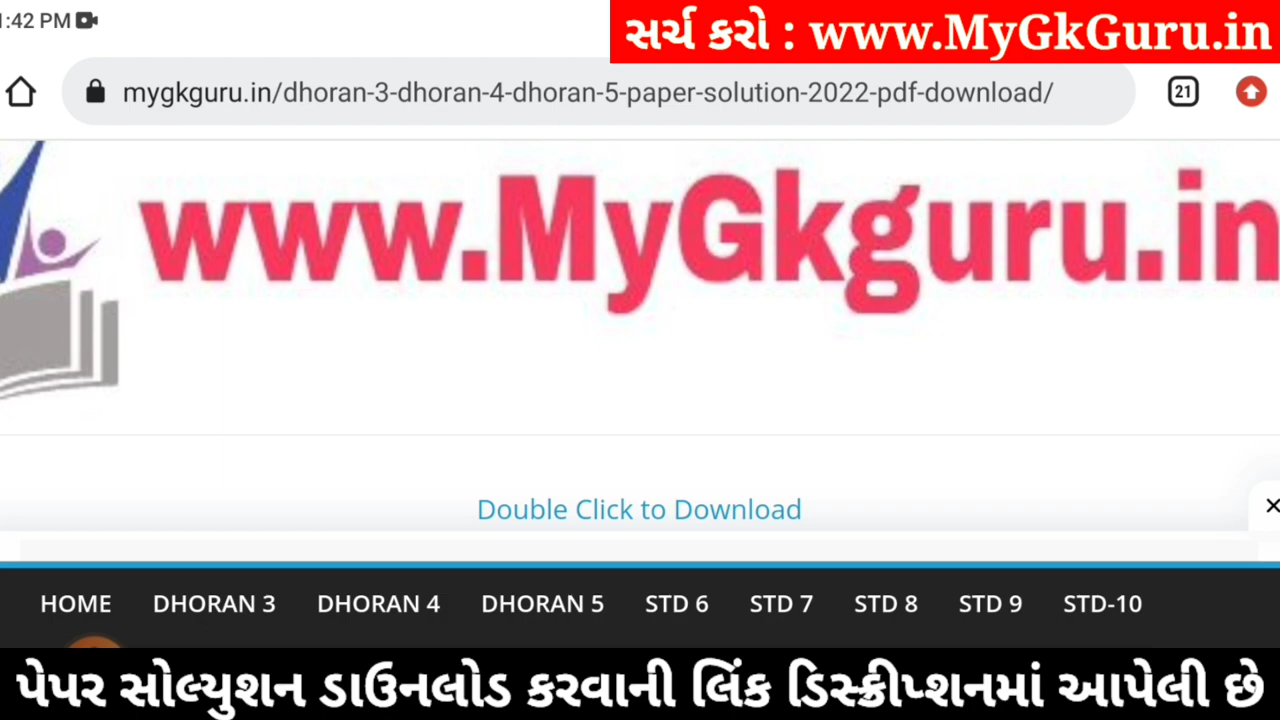 1:42 PM
સર્ચ કરો : www.MyGkGuru.in
mygkguru.in/dhoran-3-dhoran-4-dhoran-5-paper-solution-2022-pdf-download/
21
www.MyGkguru.in
Double Click to Download
HOME DHORAN 3 DHORAN 4 DHORAN 5 STD 6 STD 7 STD 8 STD 9 STD-10
પેપર સોલ્યુશન ડાઉનલોડ કરવાની લિંક ડિસ્ક્રીપ્શનમાં આપેલી છે